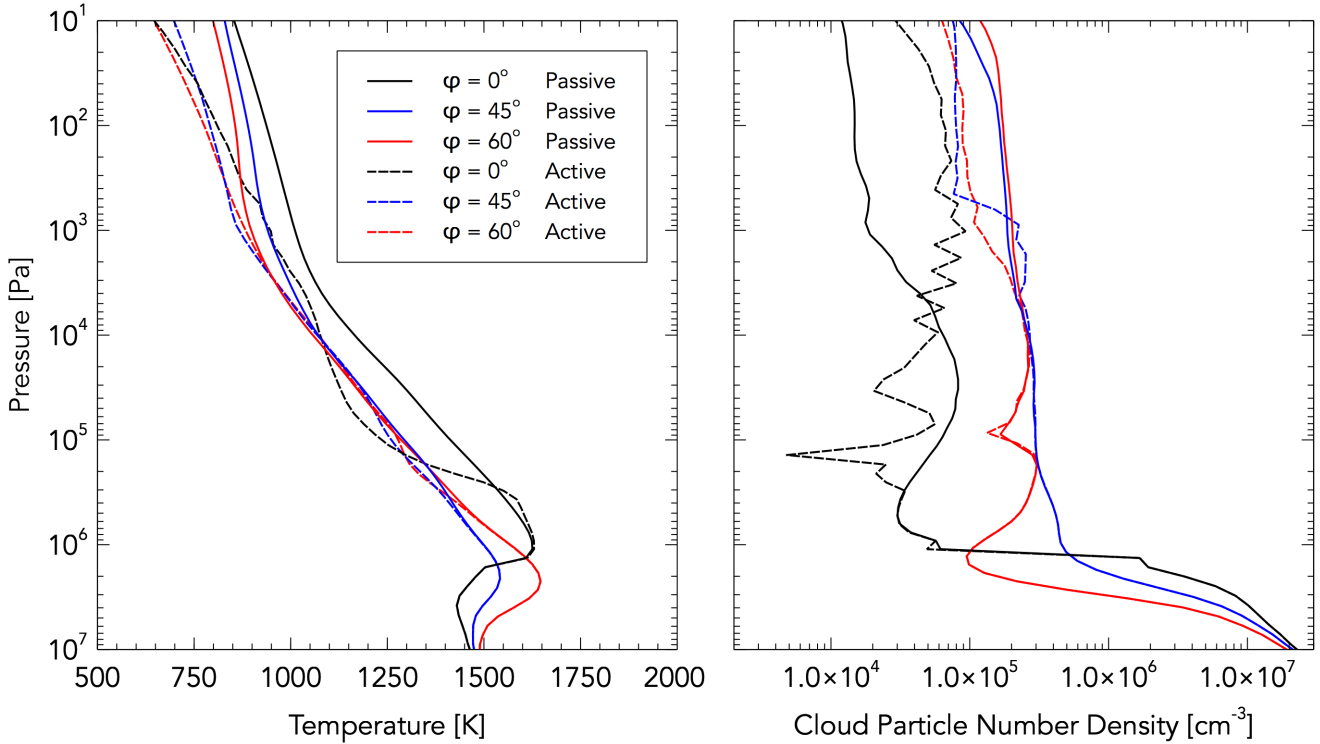 10¹
10²
10³
10⁴
10⁵
10⁶
10⁷
Pressure [Pa]
φ = 0° Passive
φ = 45° Passive
φ = 60° Passive
φ = 0° Active
φ = 45° Active
φ = 60° Active
500 750 1000 1250 1500 1750 2000
Temperature [K]
1.0×10⁴ 1.0×10⁵ 1.0×10⁶ 1.0×10⁷
Cloud Particle Number Density [cm⁻³]